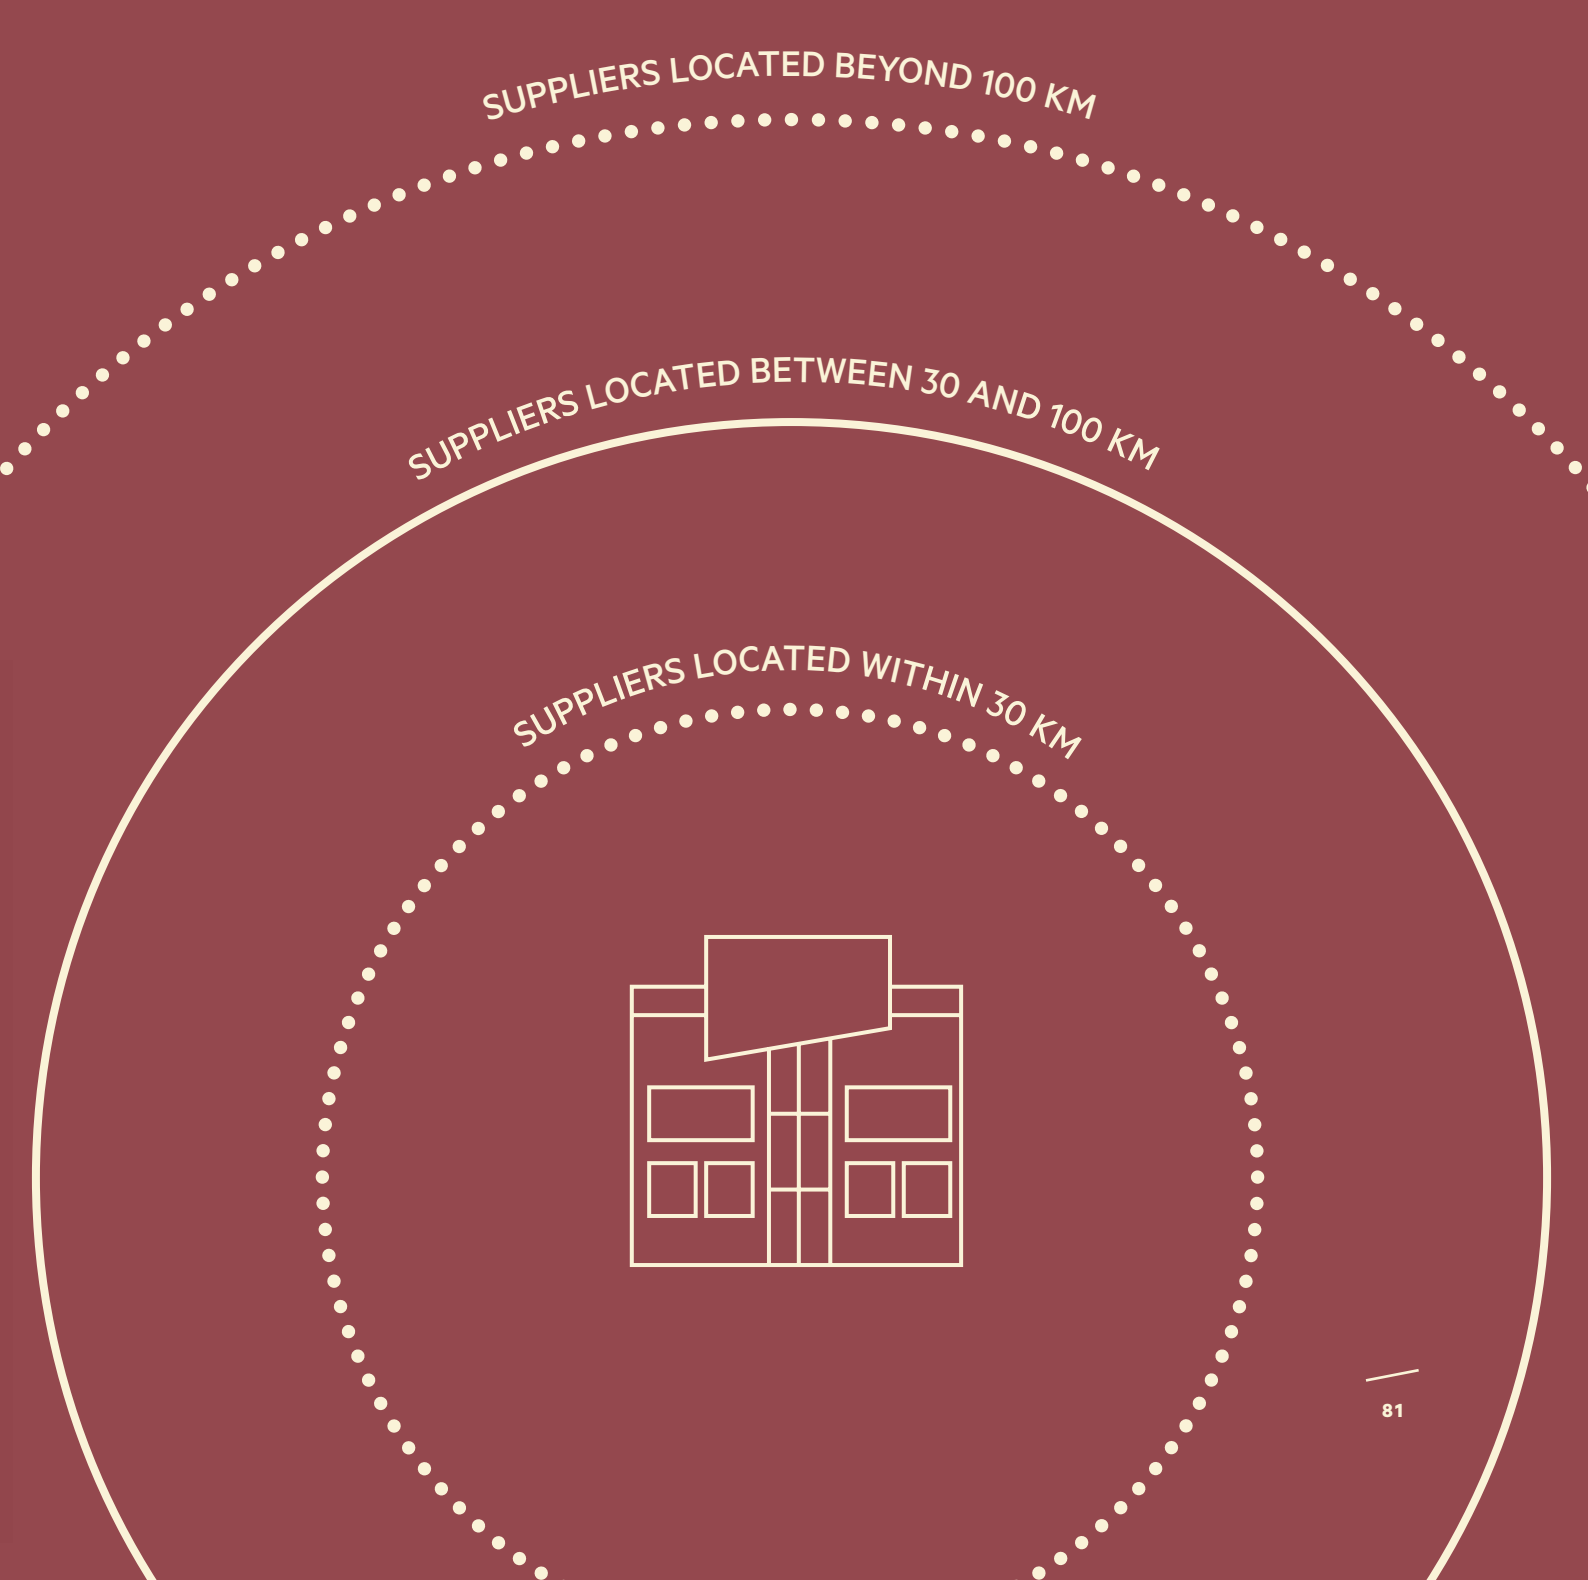 SUPPLIERS LOCATED BEYOND 100 KM
SUPPLIERS LOCATED BETWEEN 30 AND 100 KM
SUPPLIERS LOCATED WITHIN 30 KM
81